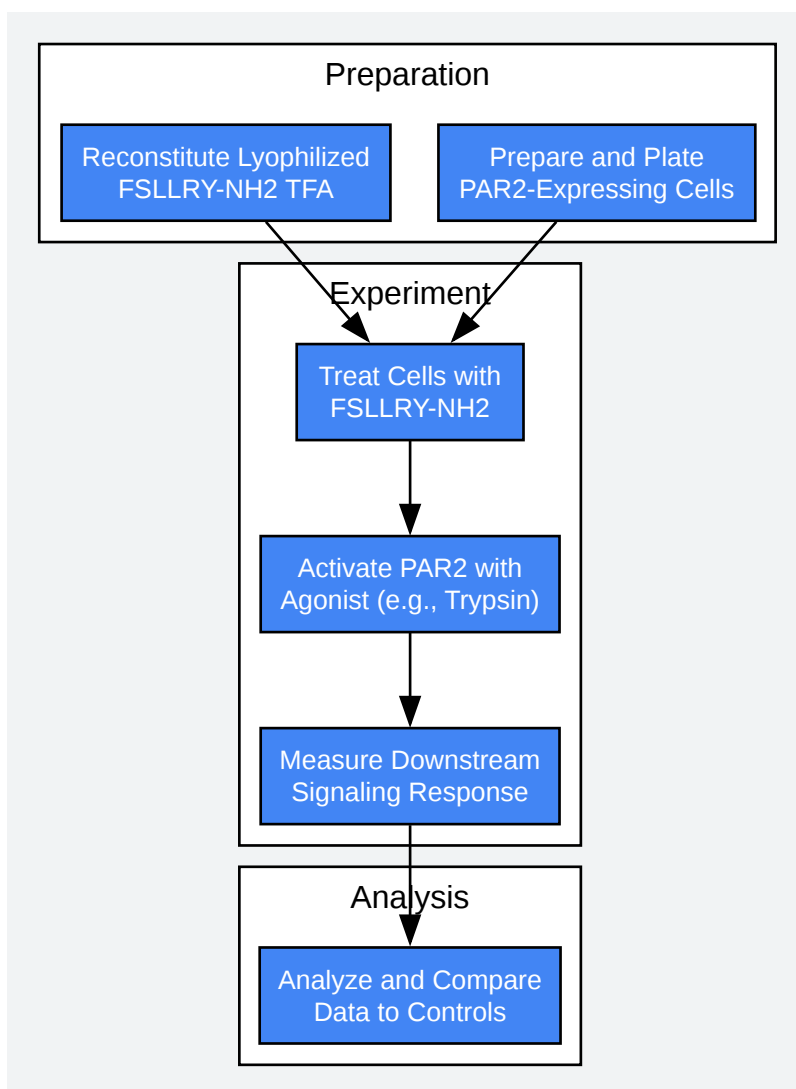 Preparation
Reconstitute Lyophilized
FSLLRY-NH2 TFA
Prepare and Plate
PAR2-Expressing Cells
Experiment
Treat Cells with
FSLLRY-NH2
Activate PAR2 with
Agonist (e.g., Trypsin)
Measure Downstream
Signaling Response
Analysis
Analyze and Compare
Data to Controls